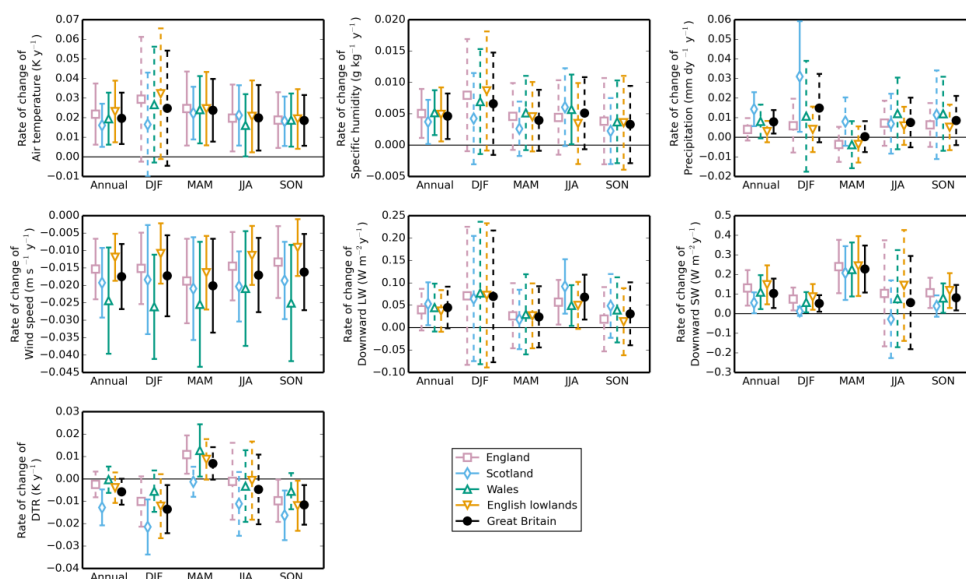 Rate of change of
Air temperature (K y⁻¹)
0.07
0.06
0.05
0.04
0.03
0.02
0.01
0.00
−0.01
Annual DJF MAM JJA SON
Rate of change of
Specific humidity (g kg⁻¹ y⁻¹)
0.020
0.015
0.010
0.005
0.000
−0.005
Annual DJF MAM JJA SON
Rate of change of
Precipitation (mm dy⁻¹ y⁻¹)
0.06
0.05
0.04
0.03
0.02
0.01
0.00
−0.01
−0.02
Annual DJF MAM JJA SON
Rate of change of
Wind speed (m s⁻¹ y⁻¹)
0.000
−0.005
−0.010
−0.015
−0.020
−0.025
−0.030
−0.035
−0.040
−0.045
Annual DJF MAM JJA SON
Rate of change of
Downward LW (W m⁻² y⁻¹)
0.25
0.20
0.15
0.10
0.05
0.00
−0.05
−0.10
Annual DJF MAM JJA SON
Rate of change of
Downward SW (W m⁻² y⁻¹)
0.5
0.4
0.3
0.2
0.1
0.0
−0.1
−0.2
−0.3
Annual DJF MAM JJA SON
Rate of change of
DTR (K y⁻¹)
0.03
0.02
0.01
0.00
−0.01
−0.02
−0.03
−0.04
Annual DJF MAM JJA SON
England
Scotland
Wales
English lowlands
Great Britain